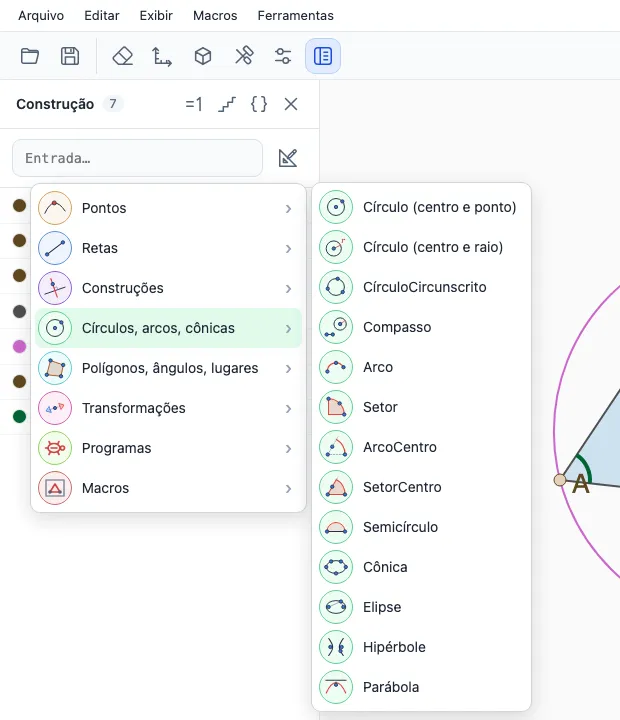 Arquivo Editar Exibir Macros Ferramentas
Construção 7 =1 { }
Entrada…
Pontos
Retas
Construções
Círculos, arcos, cônicas
Polígonos, ângulos, lugares
Transformações
Programas
Macros
Círculo (centro e ponto)
Círculo (centro e raio)
r
CírculoCircunscrito
Compasso
Arco
Setor
ArcoCentro
SetorCentro
Semicírculo
Cônica
Elipse
Hipérbole
Parábola
A